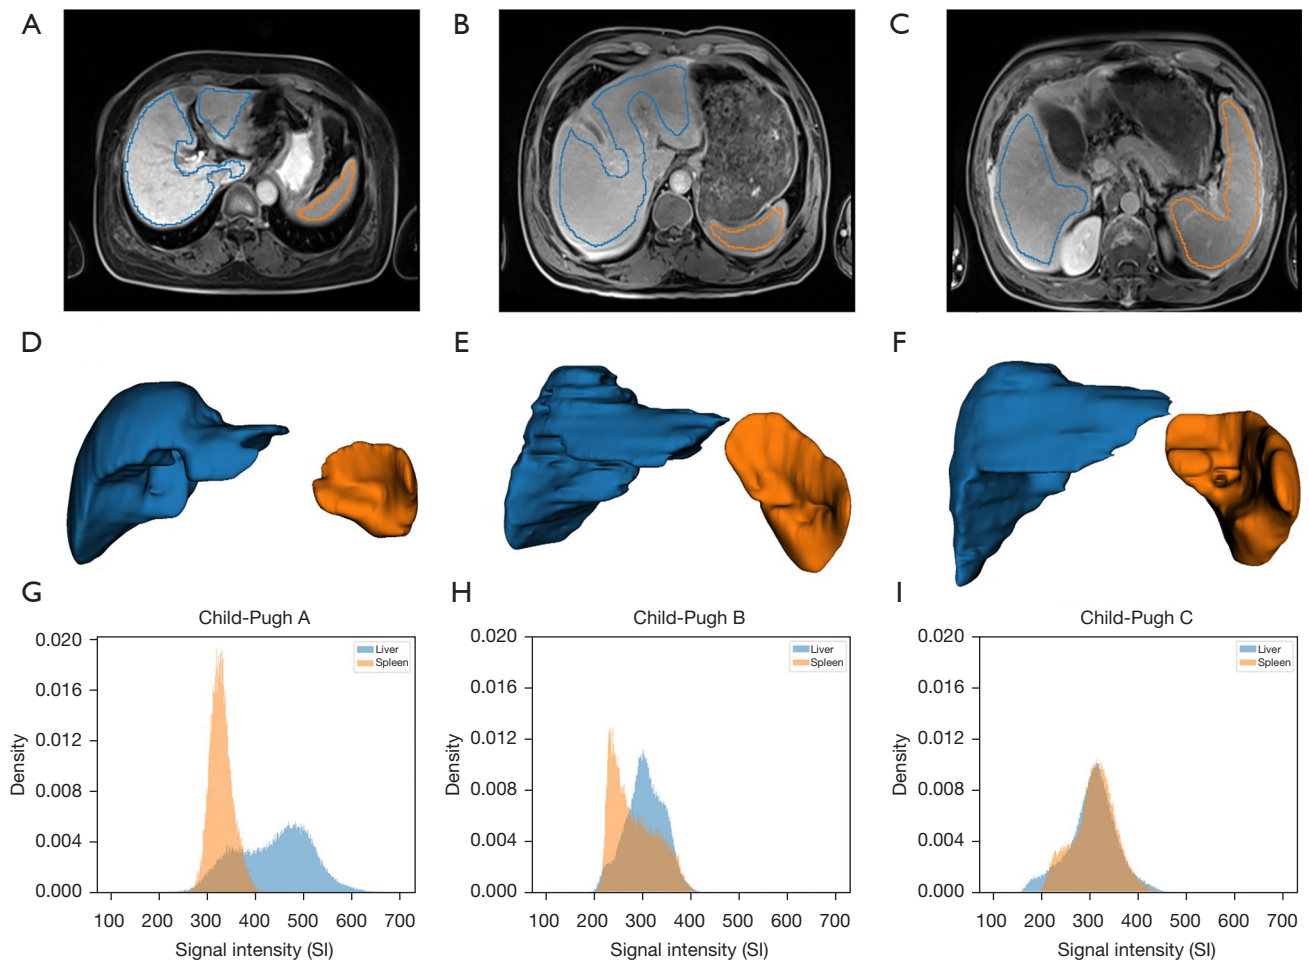 A
B
C
D
E
F
G
H
I
Child-Pugh A
Child-Pugh B
Child-Pugh C
0.020
0.016
0.012
0.008
0.004
0.000
Density
Liver
Spleen
100 200 300 400 500 600 700
Signal intensity (SI)
0.020
0.016
0.012
0.008
0.004
0.000
Density
Liver
Spleen
100 200 300 400 500 600 700
Signal intensity (SI)
0.020
0.016
0.012
0.008
0.004
0.000
Density
Liver
Spleen
100 200 300 400 500 600 700
Signal intensity (SI)